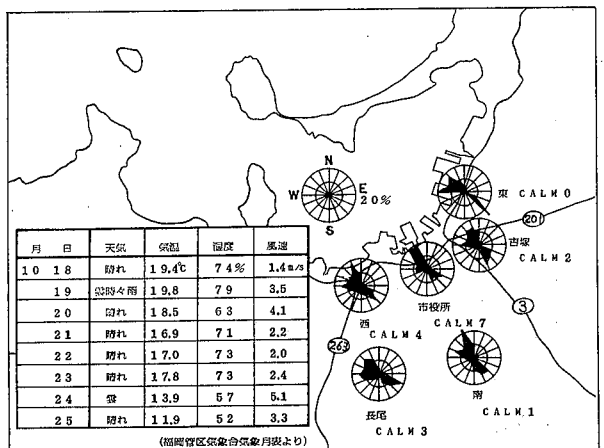 N
W E
20%
S
東 CALM 0
201
吉塚
CALM 2
市役所
CALM 7
3
西
CALM 4
263
長尾
CALM 3
南
CALM 1
月 日 天気 気温 湿度 風速
10 18 晴れ 19.4℃ 74% 1.4m/s
19 曇時々雨 19.8 79 3.5
20 晴れ 18.5 63 4.1
21 晴れ 16.9 71 2.2
22 晴れ 17.0 73 2.0
23 晴れ 17.8 73 2.4
24 曇 13.9 57 5.1
25 晴れ 11.9 52 3.3
(福岡管区気象台気象月表より)